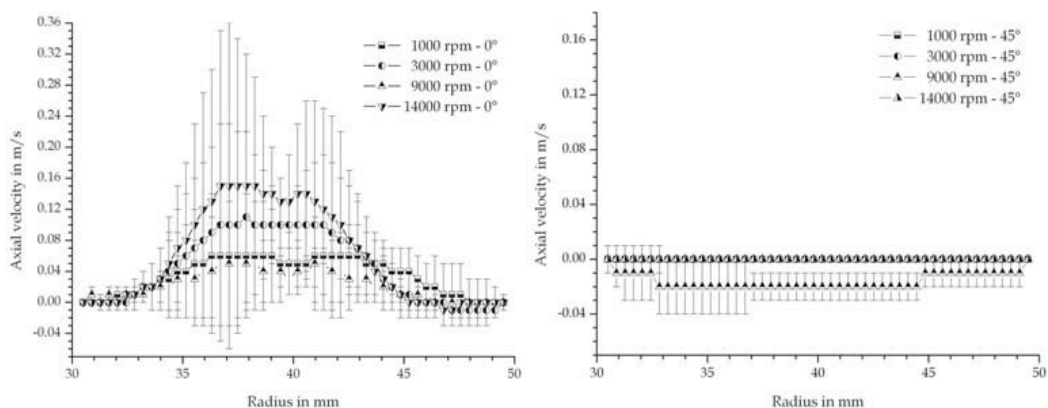 0.36
0.32
0.28
0.24
0.20
0.16
0.12
0.08
0.04
0.00
-0.04
Axial velocity in m/s
1000 rpm - 0°
3000 rpm - 0°
9000 rpm - 0°
14000 rpm - 0°
30
35
40
45
50
Radius in mm
0.16
0.12
0.08
0.04
0.00
-0.04
Axial velocity in m/s
1000 rpm - 45°
3000 rpm - 45°
9000 rpm - 45°
14000 rpm - 45°
30
35
40
45
50
Radius in mm